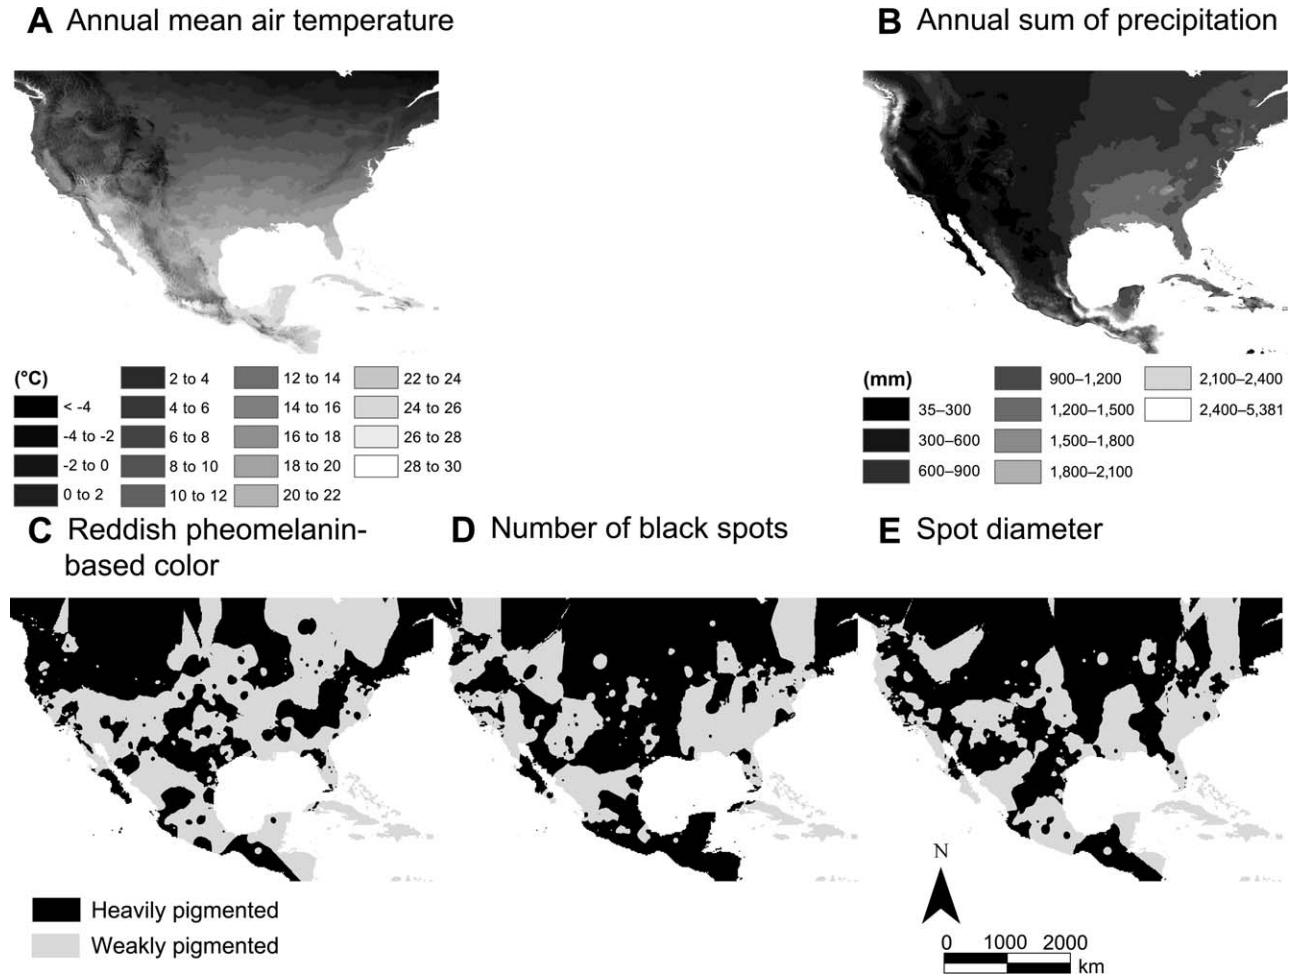 A Annual mean air temperature
B Annual sum of precipitation
(°C)
< -4
-4 to -2
-2 to 0
0 to 2
2 to 4
4 to 6
6 to 8
8 to 10
10 to 12
12 to 14
14 to 16
16 to 18
18 to 20
20 to 22
22 to 24
24 to 26
26 to 28
28 to 30
(mm)
35–300
300–600
600–900
900–1,200
1,200–1,500
1,500–1,800
1,800–2,100
2,100–2,400
2,400–5,381
C Reddish pheomelanin-
based color
D Number of black spots
E Spot diameter
Heavily pigmented
Weakly pigmented
N
0 1000 2000
km